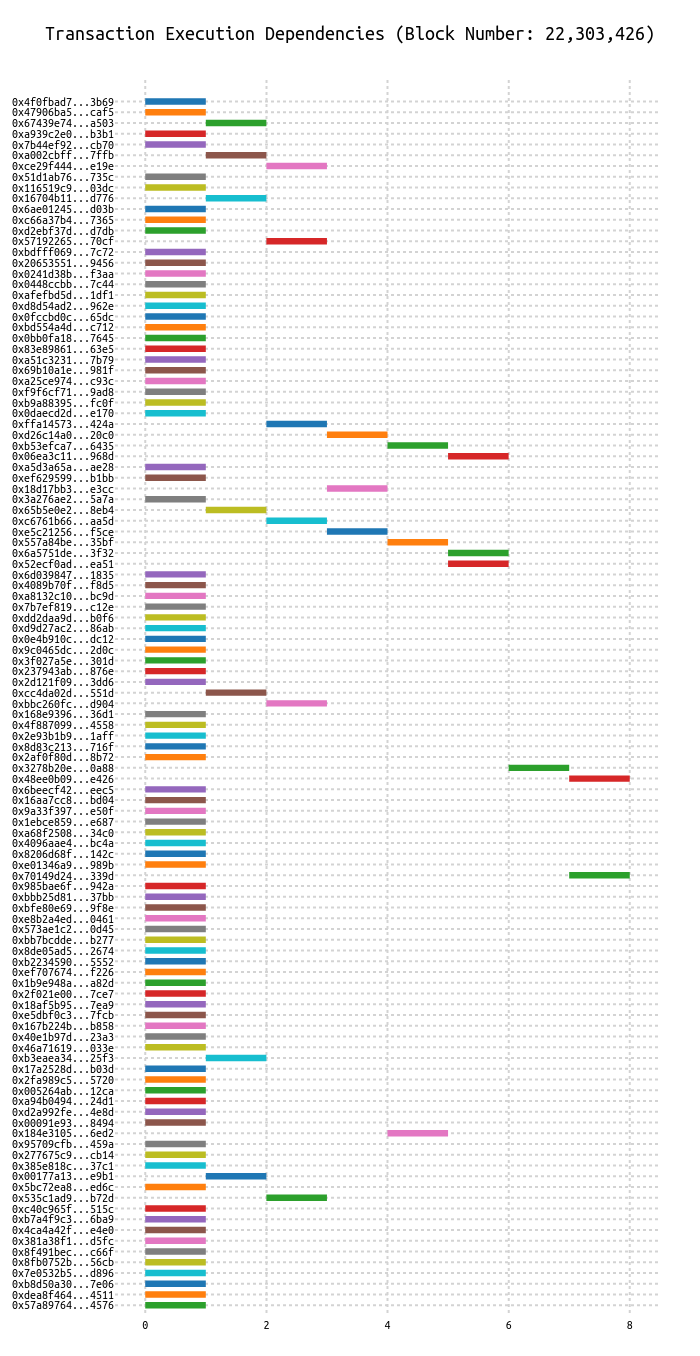 Transaction Execution Dependencies (Block Number: 22,303,426)
0x4f0fbad7...3b69
0x47906ba5...caf5
0x67439e74...a503
0xa939c2e0...b3b1
0x7b44ef92...cb70
0xa002cbff...7ffb
0xce29f444...e19e
0x51d1ab76...735c
0x116519c9...03dc
0x16704b11...d776
0x6ae01245...d03b
0xc66a37b4...7365
0xd2ebf37d...d7db
0x57192265...70cf
0xbdfff069...7c72
0x20653551...9456
0x0241d38b...f3aa
0x0448ccbb...7c44
0xafefbd5d...1df1
0xd8d54ad2...962e
0x0fccbd0c...65dc
0xbd554a4d...c712
0x0bb0fa18...7645
0x83e89861...63e5
0xa51c3231...7b79
0x69b10a1e...981f
0xa25ce974...c93c
0xf9f6cf71...9ad8
0xb9a88395...fc0f
0x0daecd2d...e170
0xffa14573...424a
0xd26c14a0...20c0
0xb53efca7...6435
0x06ea3c11...968d
0xa5d3a65a...ae28
0xef629599...b1bb
0x18d17bb3...e3cc
0x3a276ae2...5a7a
0x65b5e0e2...8eb4
0xc6761b66...aa5d
0xe5c21256...f5ce
0x557a84be...35bf
0x6a5751de...3f32
0x52ecf0ad...ea51
0x6d039847...1835
0x4089b70f...f8d5
0xa8132c10...bc9d
0x7b7ef819...c12e
0xdd2daa9d...b0f6
0xd9d27ac2...86ab
0x0e4b910c...dc12
0x9c0465dc...2d0c
0x3f027a5e...301d
0x237943ab...876e
0x2d121f09...3dd6
0xcc4da02d...551d
0xbbc260fc...d904
0x168e9396...36d1
0x4f887099...4558
0x2e93b1b9...1aff
0x8d83c213...716f
0x2af0f80d...8b72
0x3278b20e...0a88
0x48ee0b09...e426
0x6beecf42...eec5
0x16aa7cc8...bd04
0x9a33f397...e50f
0x1ebce859...e687
0xa68f2508...34c0
0x4096aae4...bc4a
0x8206d68f...142c
0xe01346a9...989b
0x70149d24...339d
0x985bae6f...942a
0xbbb25d81...37bb
0xbfe80e69...9f8e
0xe8b2a4ed...0461
0x573ae1c2...0d45
0xbb7bcdde...b277
0x8de05ad5...2674
0xb2234590...5552
0xef707674...f226
0x1b9e948a...a82d
0x2f021e00...7ce7
0x18af5b95...7ea9
0xe5dbf0c3...7fcb
0x167b224b...b858
0x40e1b97d...23a3
0x46a71619...033e
0xb3eaea34...25f3
0x17a2528d...b03d
0x2fa989c5...5720
0x005264ab...12ca
0xa94b0494...24d1
0xd2a992fe...4e8d
0x00091e93...8494
0x184e3105...6ed2
0x95709cfb...459a
0x277675c9...cb14
0x385e818c...37c1
0x00177a13...e9b1
0x5bc72ea8...ed6c
0x535c1ad9...b72d
0xc40c965f...515c
0xb7a4f9c3...6ba9
0x4ca4a42f...e4e0
0x381a38f1...d5fc
0x8f491bec...c66f
0x8fb0752b...56cb
0x7e0532b5...d896
0xb8d50a30...7e06
0xdea8f464...4511
0x57a89764...4576
0 2 4 6 8